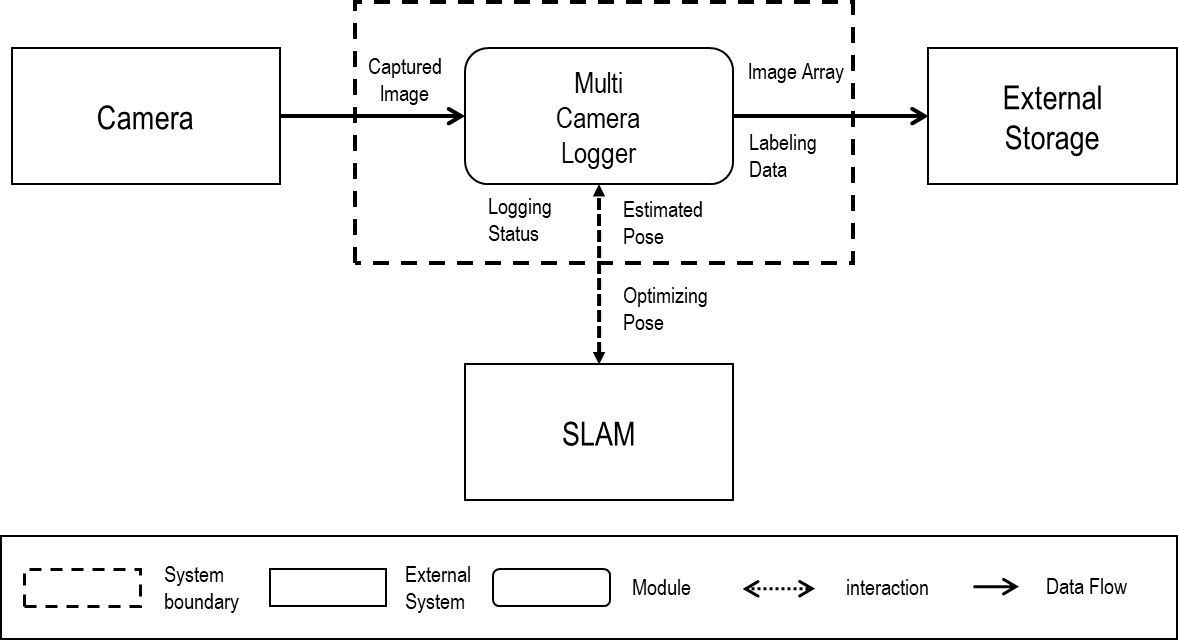 Camera
Captured
Image
Multi
Camera
Logger
Image Array
Labeling
Data
External
Storage
Logging
Status
Estimated
Pose
Optimizing
Pose
SLAM
System
boundary
External
System
Module
interaction
Data Flow